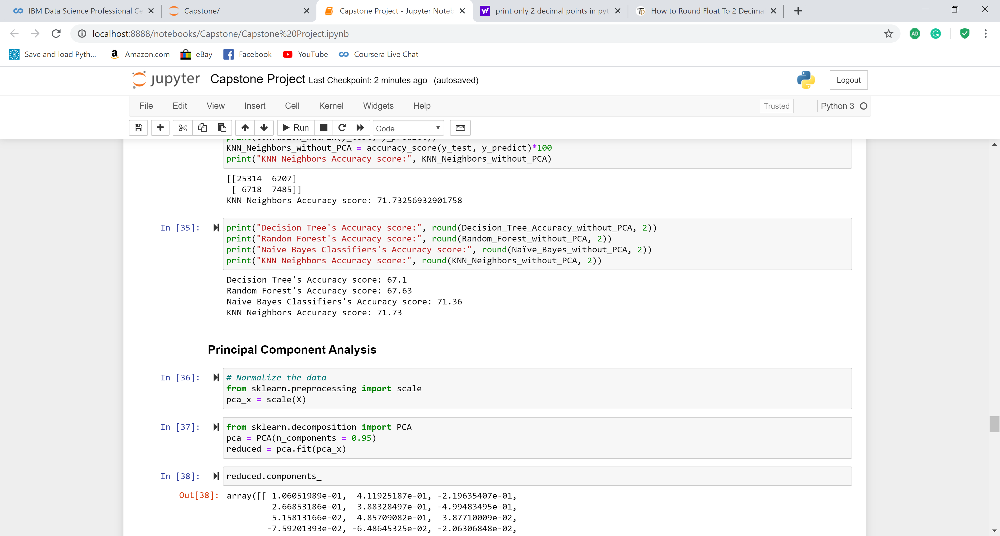 IBM Data Science Professional Ce
Capstone/
Capstone Project - Jupyter Noteb
print only 2 decimal points in pyt
How to Round Float To 2 Decima
localhost:8888/notebooks/Capstone/Capstone%20Project.ipynb
AD
Save and load Pyth...
Amazon.com
eBay
Facebook
YouTube
Coursera Live Chat
jupyter Capstone Project Last Checkpoint: 2 minutes ago (autosaved)
Logout
File Edit View Insert Cell Kernel Widgets Help
Trusted
Python 3
Run
Code
print(confusion_matrix(y_test, y_predict))
KNN_Neighbors_without_PCA = accuracy_score(y_test, y_predict)*100
print("KNN Neighbors Accuracy score:", KNN_Neighbors_without_PCA)
[[25314  6207]
 [ 6718  7485]]
KNN Neighbors Accuracy score: 71.73256932901758
In [35]:
print("Decision Tree's Accuracy score:", round(Decision_Tree_Accuracy_without_PCA, 2))
print("Random Forest's Accuracy score:", round(Random_Forest_without_PCA, 2))
print("Naive Bayes Classifiers's Accuracy score:", round(Naïve_Bayes_without_PCA, 2))
print("KNN Neighbors Accuracy score:", round(KNN_Neighbors_without_PCA, 2))
Decision Tree's Accuracy score: 67.1
Random Forest's Accuracy score: 67.63
Naive Bayes Classifiers's Accuracy score: 71.36
KNN Neighbors Accuracy score: 71.73
Principal Component Analysis
In [36]:
# Normalize the data
from sklearn.preprocessing import scale
pca_x = scale(X)
In [37]:
from sklearn.decomposition import PCA
pca = PCA(n_components = 0.95)
reduced = pca.fit(pca_x)
In [38]:
reduced.components_
Out[38]:
array([[ 1.06051989e-01,  4.11925187e-01, -2.19635407e-01,
2.66853186e-01,  3.88328497e-01, -4.99483495e-01,
5.15813166e-02,  4.85709082e-01,  3.87710009e-02,
-7.59201393e-02, -6.48645325e-02, -2.06306848e-02,